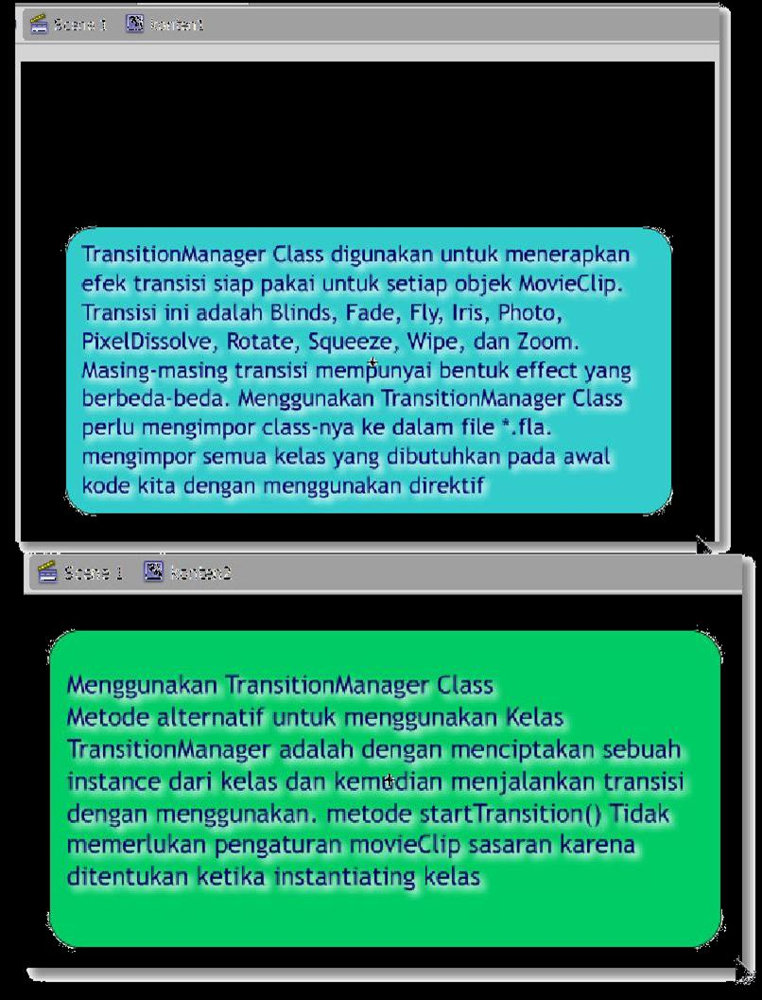 Scene 1 konten1
TransitionManager Class digunakan untuk menerapkan
efek transisi siap pakai untuk setiap objek MovieClip.
Transisi ini adalah Blinds, Fade, Fly, Iris, Photo,
PixelDissolve, Rotate, Squeeze, Wipe, dan Zoom.
Masing-masing transisi mempunyai bentuk effect yang
berbeda-beda. Menggunakan TransitionManager Class
perlu mengimpor class-nya ke dalam file *.fla.
mengimpor semua kelas yang dibutuhkan pada awal
kode kita dengan menggunakan direktif
Scene 1 konten2
Menggunakan TransitionManager Class
Metode alternatif untuk menggunakan Kelas
TransitionManager adalah dengan menciptakan sebuah
instance dari kelas dan kemudian menjalankan transisi
dengan menggunakan. metode startTransition() Tidak
memerlukan pengaturan movieClip sasaran karena
ditentukan ketika instantiating kelas